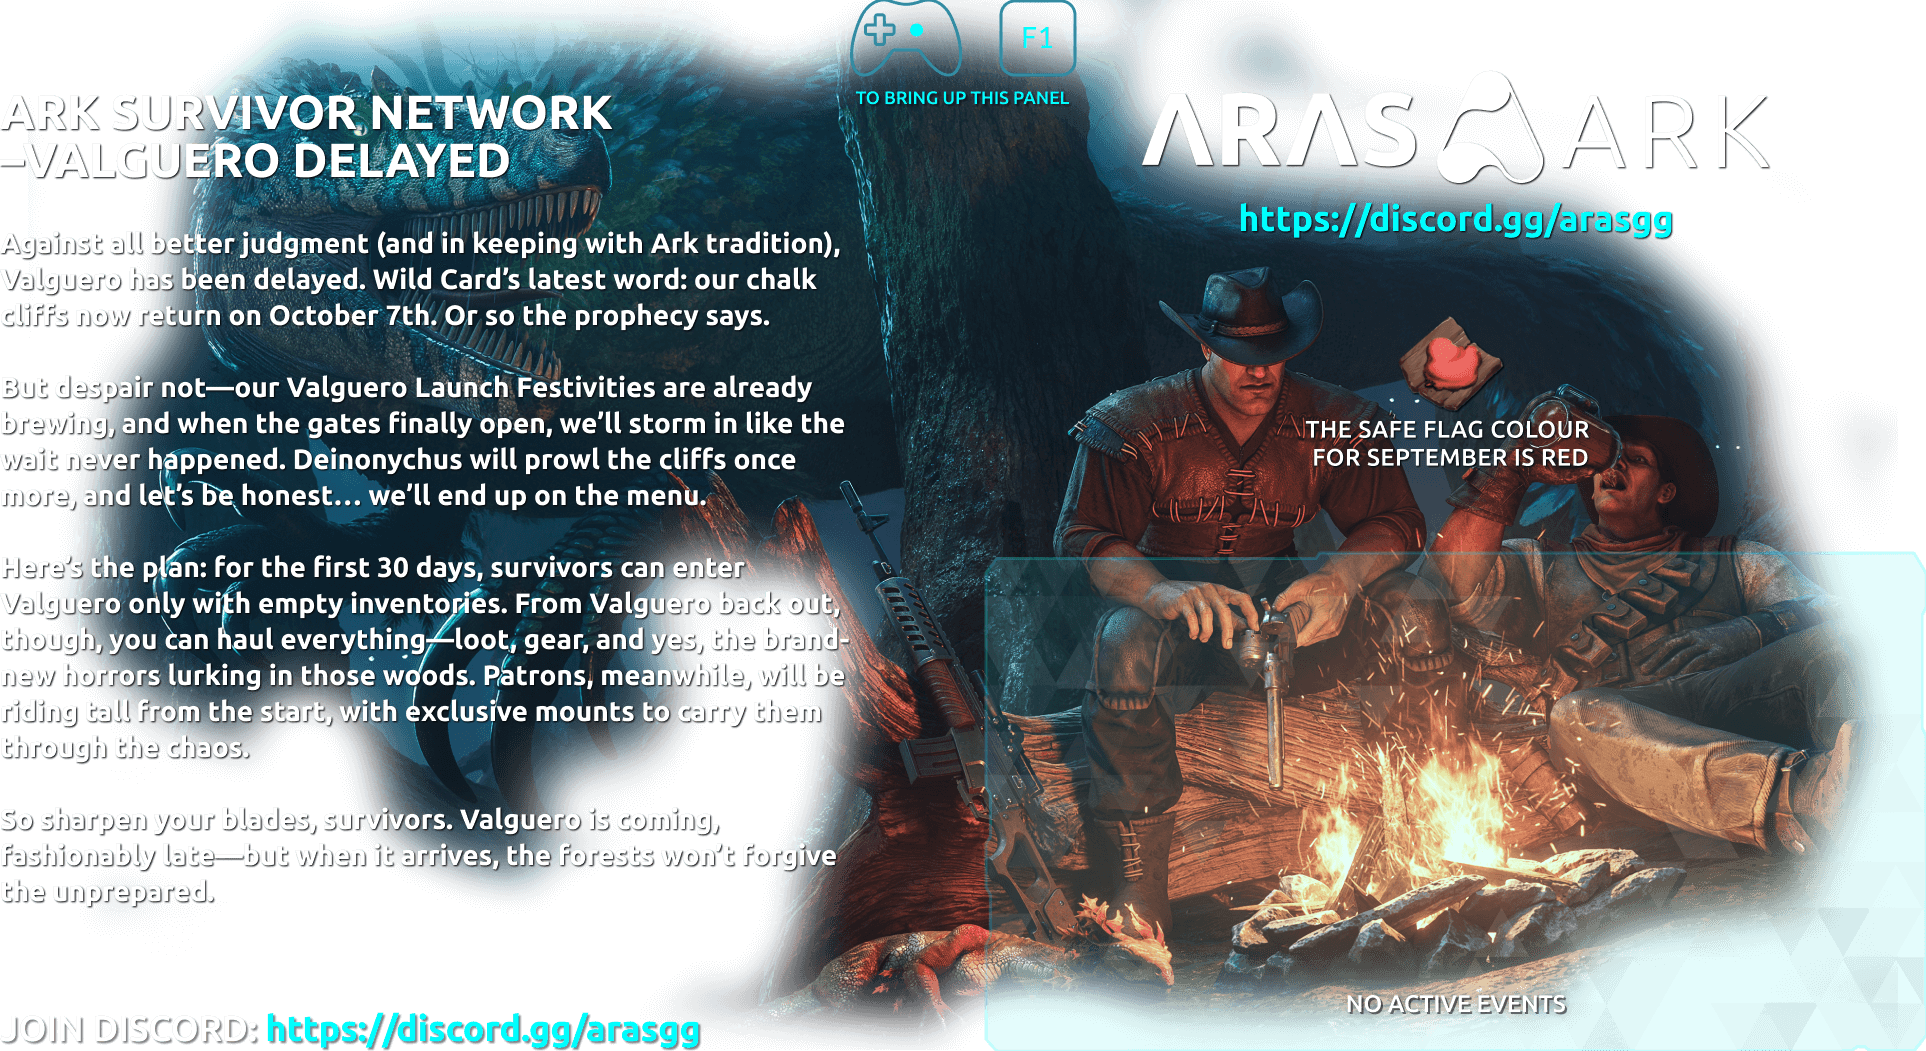 F1
TO BRING UP THIS PANEL
ARK SURVIVOR NETWORK
–VALGUERO DELAYED
Against all better judgment (and in keeping with Ark tradition),
Valguero has been delayed. Wild Card’s latest word: our chalk
cliffs now return on October 7th. Or so the prophecy says.
But despair not—our Valguero Launch Festivities are already
brewing, and when the gates finally open, we’ll storm in like the
wait never happened. Deinonychus will prowl the cliffs once
more, and let’s be honest… we’ll end up on the menu.
Here’s the plan: for the first 30 days, survivors can enter
Valguero only with empty inventories. From Valguero back out,
though, you can haul everything—loot, gear, and yes, the brand-
new horrors lurking in those woods. Patrons, meanwhile, will be
riding tall from the start, with exclusive mounts to carry them
through the chaos.
So sharpen your blades, survivors. Valguero is coming,
fashionably late—but when it arrives, the forests won’t forgive
the unprepared.
JOIN DISCORD: https://discord.gg/arasgg
ARAS ARK
https://discord.gg/arasgg
THE SAFE FLAG COLOUR
FOR SEPTEMBER IS RED
NO ACTIVE EVENTS